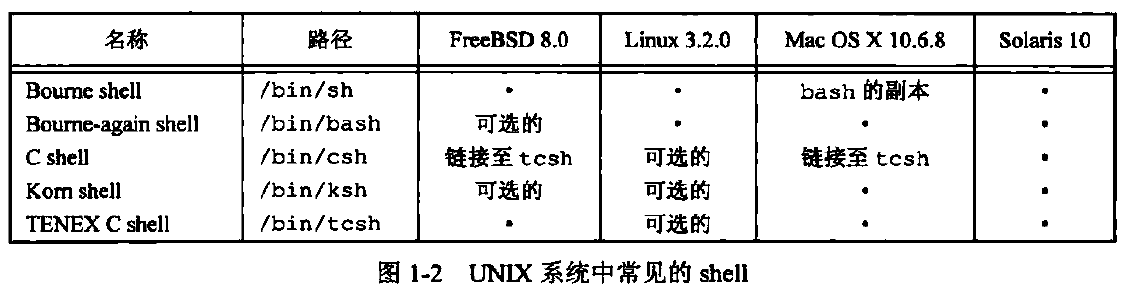 名称 路径 FreeBSD 8.0 Linux 3.2.0 Mac OS X 10.6.8 Solaris 10
Bourne shell /bin/sh • • bash 的副本 •
Bourne-again shell /bin/bash 可选的 • • •
C shell /bin/csh 链接至 tcsh 可选的 链接至 tcsh •
Korn shell /bin/ksh 可选的 可选的 • •
TENEX C shell /bin/tcsh • 可选的 • •
图 1-2 UNIX 系统中常见的 shell